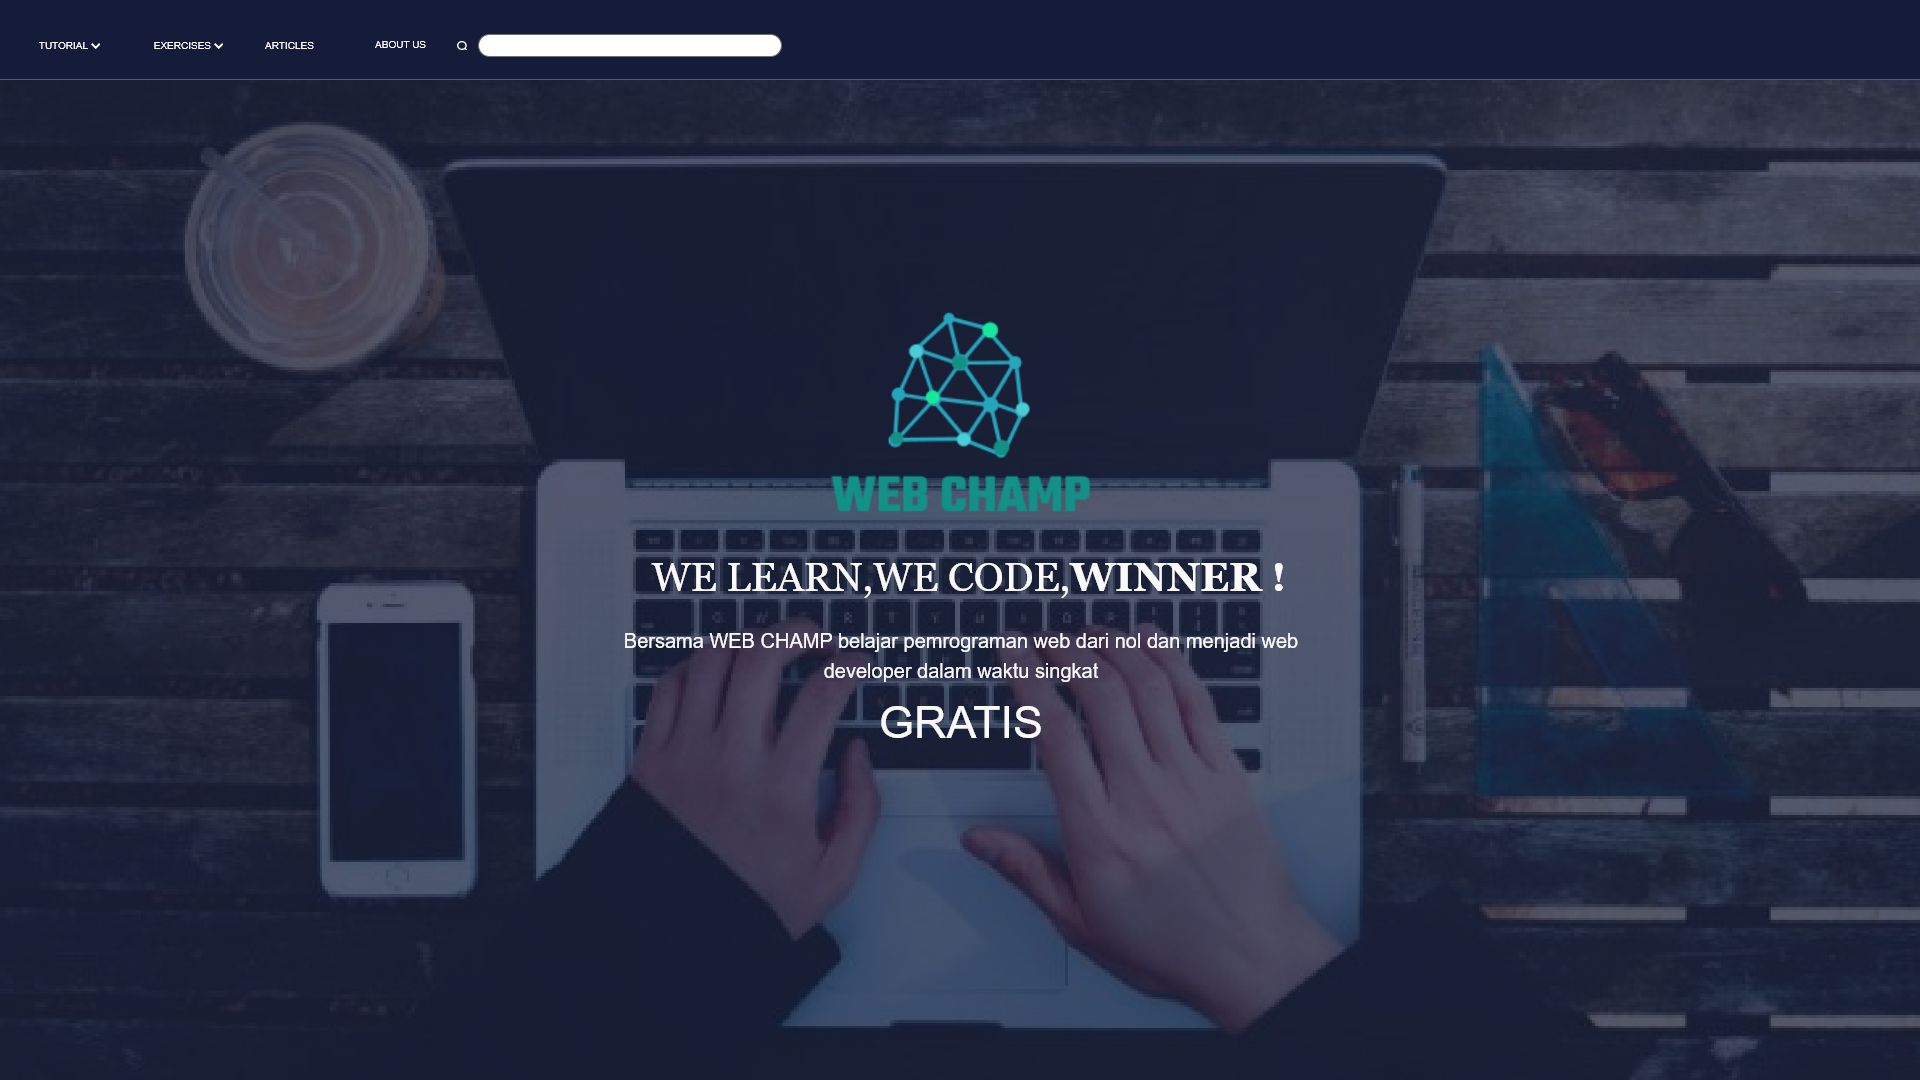 TUTORIAL
EXERCISES
ARTICLES
ABOUT US
WEB CHAMP
WE LEARN,WE CODE,WINNER !
Bersama WEB CHAMP belajar pemrograman web dari nol dan menjadi web
developer dalam waktu singkat
GRATIS